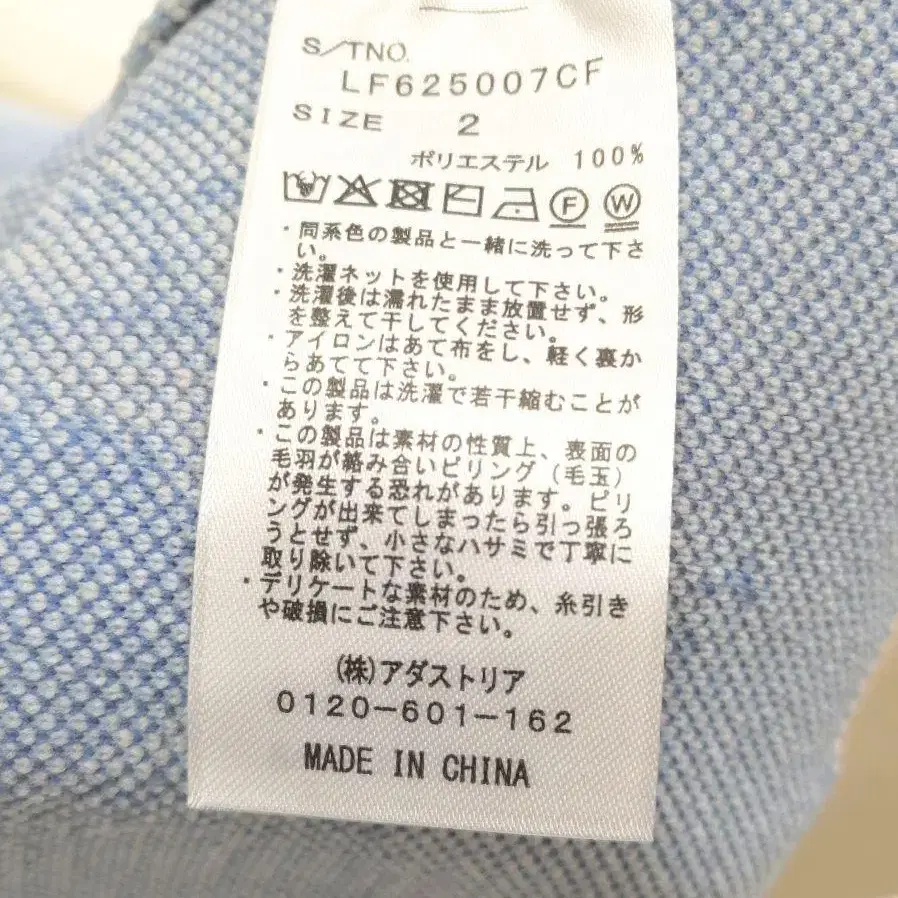 S/TNO.
LF625007CF
SIZE 2
ポリエステル 100%
F W
・同系色の製品と一緒に洗って下さ
い。
・洗濯ネットを使用して下さい。
・洗濯後は濡れたまま放置せず、形
を整えて干してください。
・アイロンはあて布をし、軽く裏か
らあてて下さい。
・この製品は洗濯で若干縮むことが
あります。
・この製品は素材の性質上、表面の
毛羽が絡み合いピリング（毛玉）
が発生する恐れがあります。ピリ
ングが出来てしまったら引っ張ろ
うとせず、小さなハサミで丁寧に
取り除いて下さい。
・デリケートな素材のため、糸引き
や破損にご注意下さい。
(株)アダストリア
0120-601-162
MADE IN CHINA